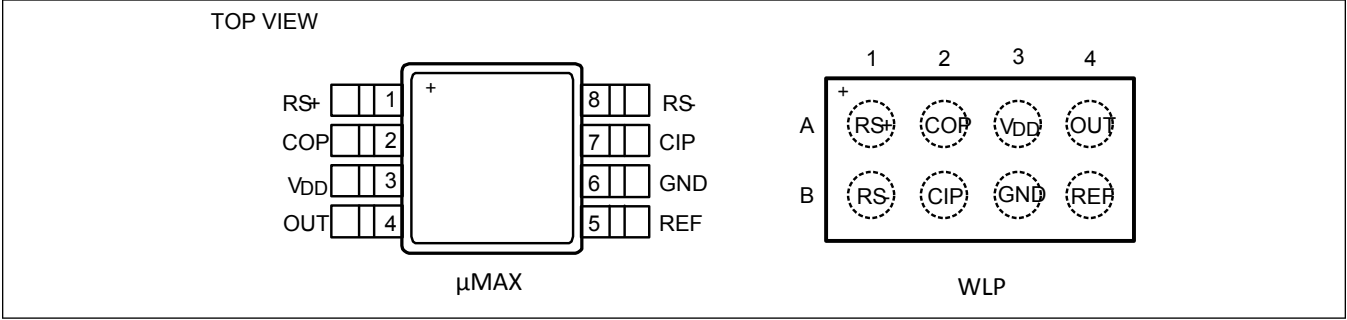 TOP VIEW
+
RS+ 1 8 RS-
COP 2 7 CIP
VDD 3 6 GND
OUT 4 5 REF
µMAX
1 2 3 4
+
A RS+ COP VDD OUT
B RS- CIP GND REF
WLP